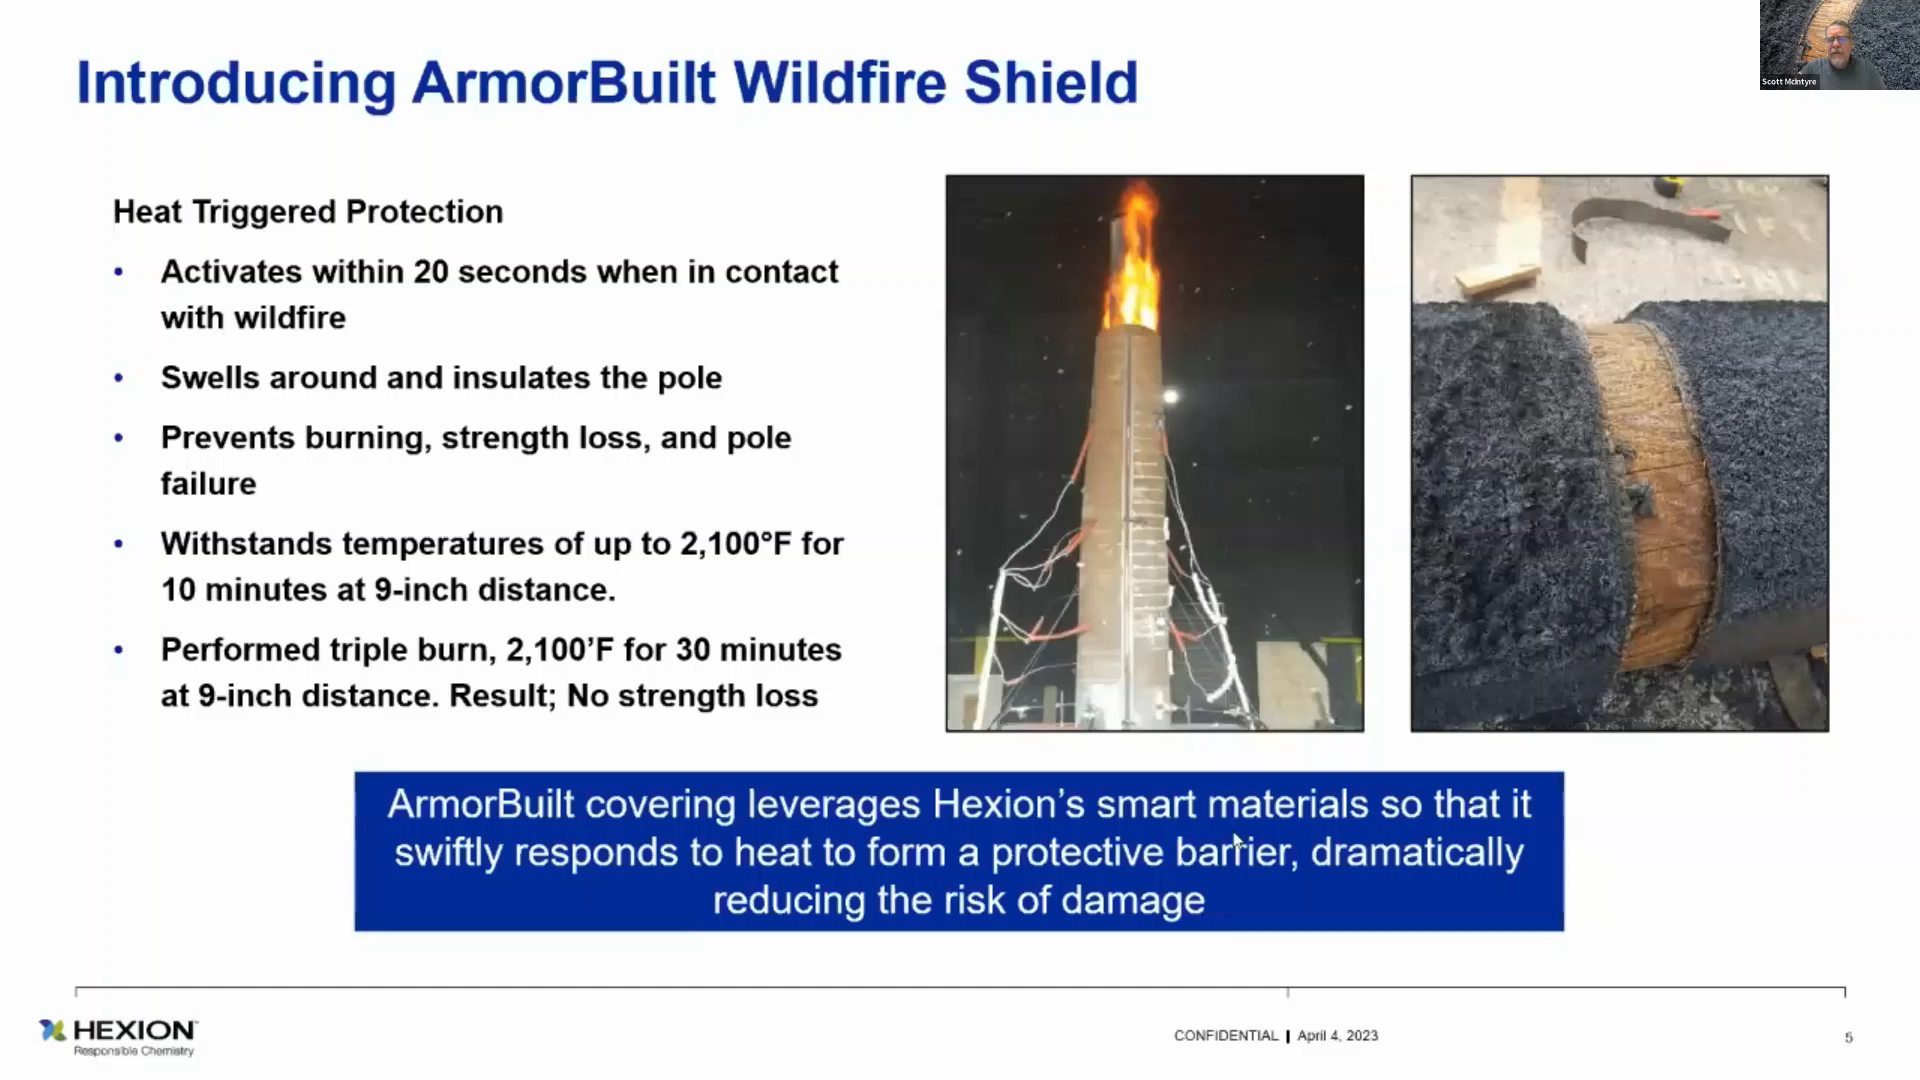 Introducing ArmorBuilt Wildfire Shield
Scott McIntyre
Heat Triggered Protection
• Activates within 20 seconds when in contact
with wildfire
• Swells around and insulates the pole
• Prevents burning, strength loss, and pole
failure
• Withstands temperatures of up to 2,100°F for
10 minutes at 9-inch distance.
• Performed triple burn, 2,100’F for 30 minutes
at 9-inch distance. Result; No strength loss
ArmorBuilt covering leverages Hexion’s smart materials so that it
swiftly responds to heat to form a protective barrier, dramatically
reducing the risk of damage
HEXION™
Responsible Chemistry
CONFIDENTIAL | April 4, 2023
5